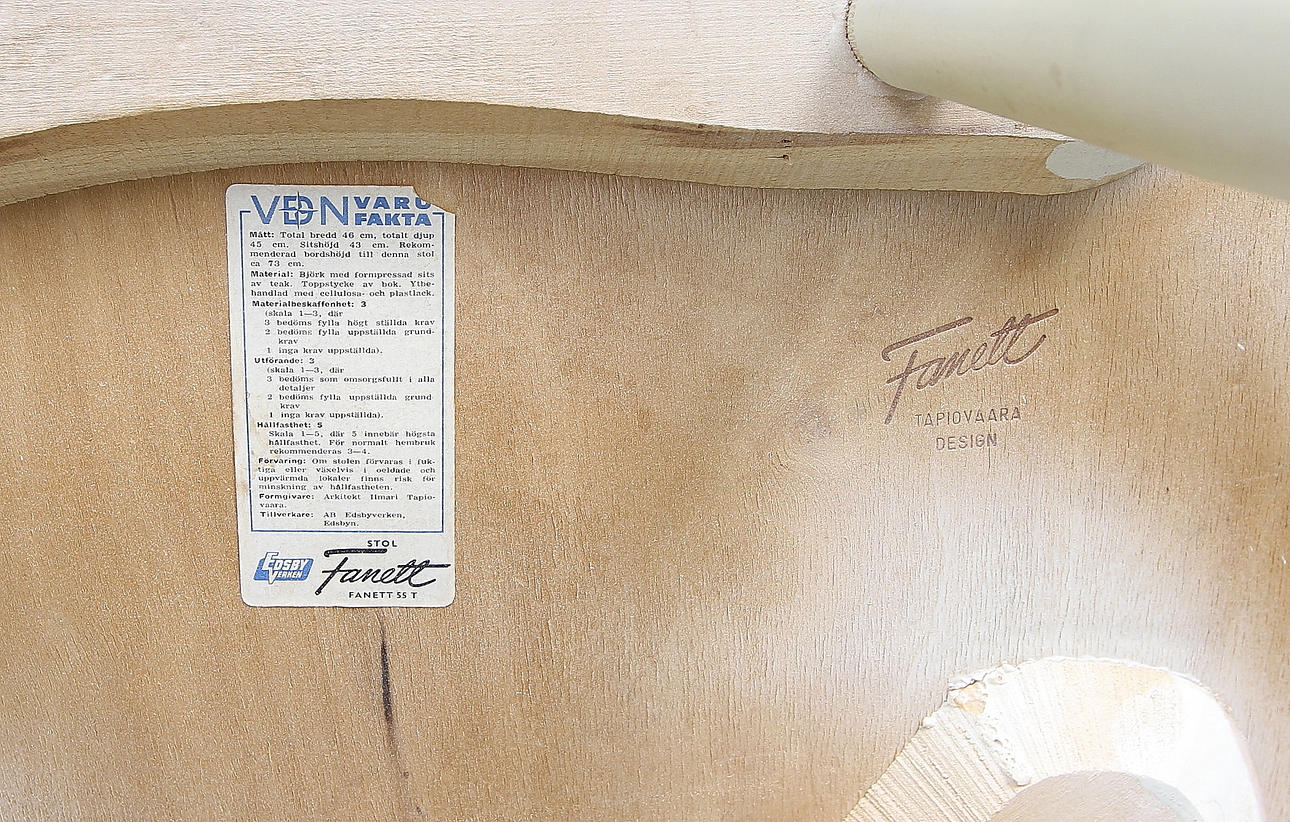 VDN VARU
FAKTA
Mått: Total bredd 46 cm, totalt djup
45 cm. Sitshöjd 43 cm. Rekom-
menderad bordshöjd till denna stol
ca 73 cm.
Material: Björk med formpressad sits
av teak. Toppstycke av bok. Ytbe-
handlad med cellulosa- och plastlack.
Materialbeskaffenhet: 3
(skala 1—3, där
3 bedöms fylla högt ställda krav
2 bedöms fylla uppställda grund-
krav
1 inga krav uppställda).
Utförande: 3
(skala 1—3, där
3 bedöms som omsorgsfullt i alla
detaljer
2 bedöms fylla uppställda grund-
krav
1 inga krav uppställda).
Hållfasthet: 5
Skala 1—5, där 5 innebär högsta
hållfasthet. För normalt hembruk
rekommenderas 3—4.
Förvaring: Om stolen förvaras i fuk-
tiga eller växelvis i oeldade och
uppvärmda lokaler finns risk för
minskning av hållfastheten.
Formgivare: Arkitekt Ilmari Tapio-
vaara.
Tillverkare: AB Edsbyverken,
Edsbyn.
STOL
EDSBY
VERKEN
Fanett
FANETT 55 T
Fanett
TAPIOVAARA
DESIGN